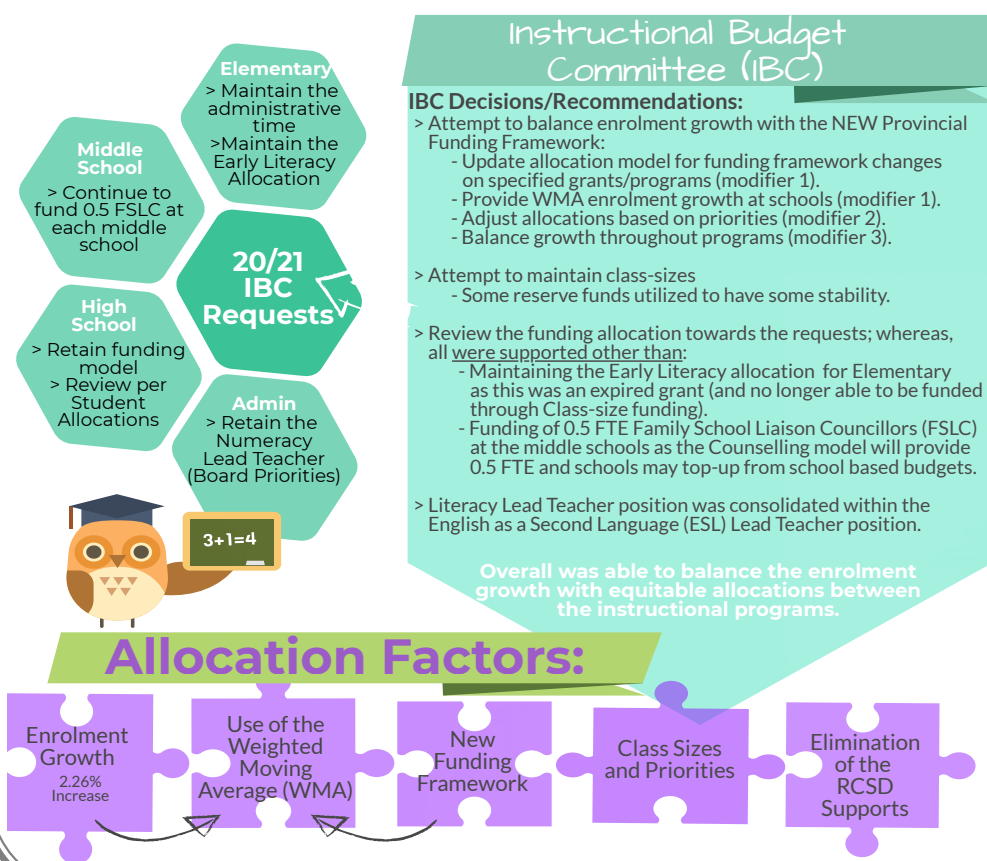 Elementary
> Maintain the
administrative
time
>Maintain the
Early Literacy
Allocation
Middle
School
> Continue to
fund 0.5 FSLC at
each middle
school
20/21
IBC
Requests
High
School
> Retain funding
model
> Review per
Student
Allocations
Admin
> Retain the
Numeracy
Lead Teacher
(Board Priorities)
3+1=4
Instructional Budget
Committee (IBC)
IBC Decisions/Recommendations:
> Attempt to balance enrolment growth with the NEW Provincial
Funding Framework:
- Update allocation model for funding framework changes
on specified grants/programs (modifier 1).
- Provide WMA enrolment growth at schools (modifier 1).
- Adjust allocations based on priorities (modifier 2).
- Balance growth throughout programs (modifier 3).
> Attempt to maintain class-sizes
- Some reserve funds utilized to have some stability.
> Review the funding allocation towards the requests; whereas,
all were supported other than:
- Maintaining the Early Literacy allocation for Elementary
as this was an expired grant (and no longer able to be funded
through Class-size funding).
- Funding of 0.5 FTE Family School Liaison Councillors (FSLC)
at the middle schools as the Counselling model will provide
0.5 FTE and schools may top-up from school based budgets.
> Literacy Lead Teacher position was consolidated within the
English as a Second Language (ESL) Lead Teacher position.
Overall was able to balance the enrolment
growth with equitable allocations between
the instructional programs.
Allocation Factors:
Enrolment
Growth
2.26%
Increase
Use of the
Weighted
Moving
Average (WMA)
New
Funding
Framework
Class Sizes
and Priorities
Elimination
of the
RCSD
Supports